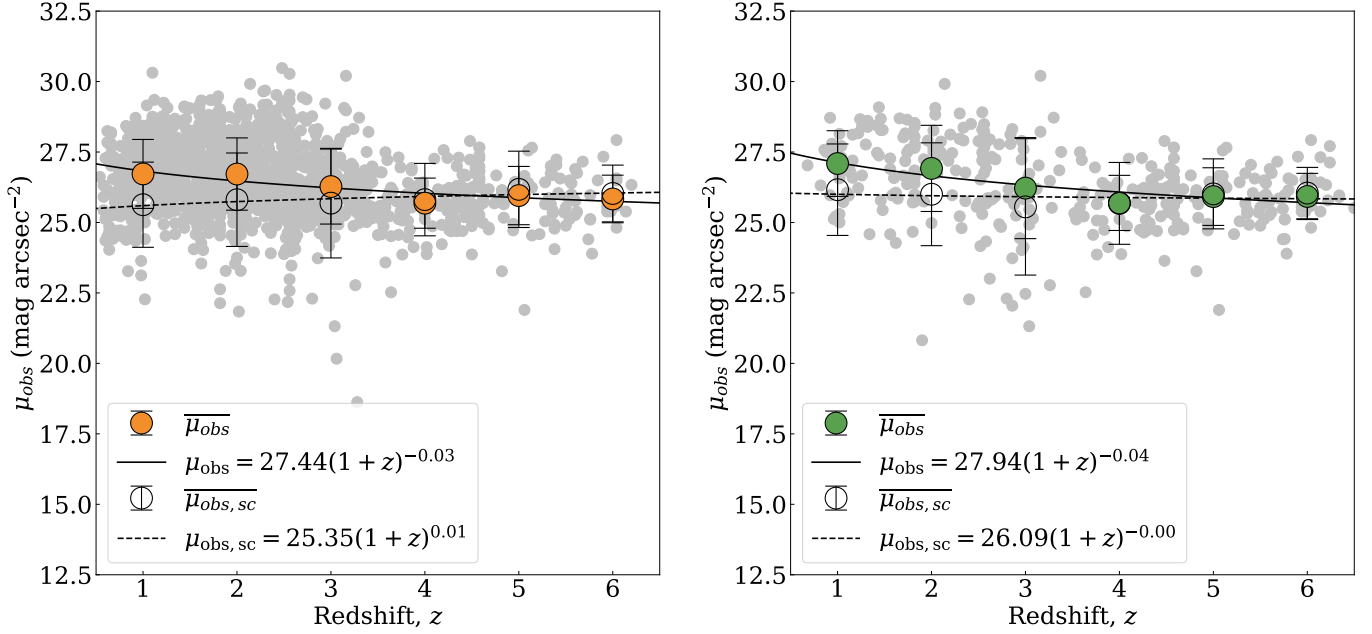 32.5
30.0
27.5
25.0
22.5
20.0
17.5
15.0
12.5
μobs (mag arcsec−2)
μobs
μobs = 27.44(1 + z)−0.03
μobs, sc
μobs, sc = 25.35(1 + z)0.01
1 2 3 4 5 6
Redshift, z
32.5
30.0
27.5
25.0
22.5
20.0
17.5
15.0
12.5
μobs (mag arcsec−2)
μobs
μobs = 27.94(1 + z)−0.04
μobs, sc
μobs, sc = 26.09(1 + z)−0.00
1 2 3 4 5 6
Redshift, z